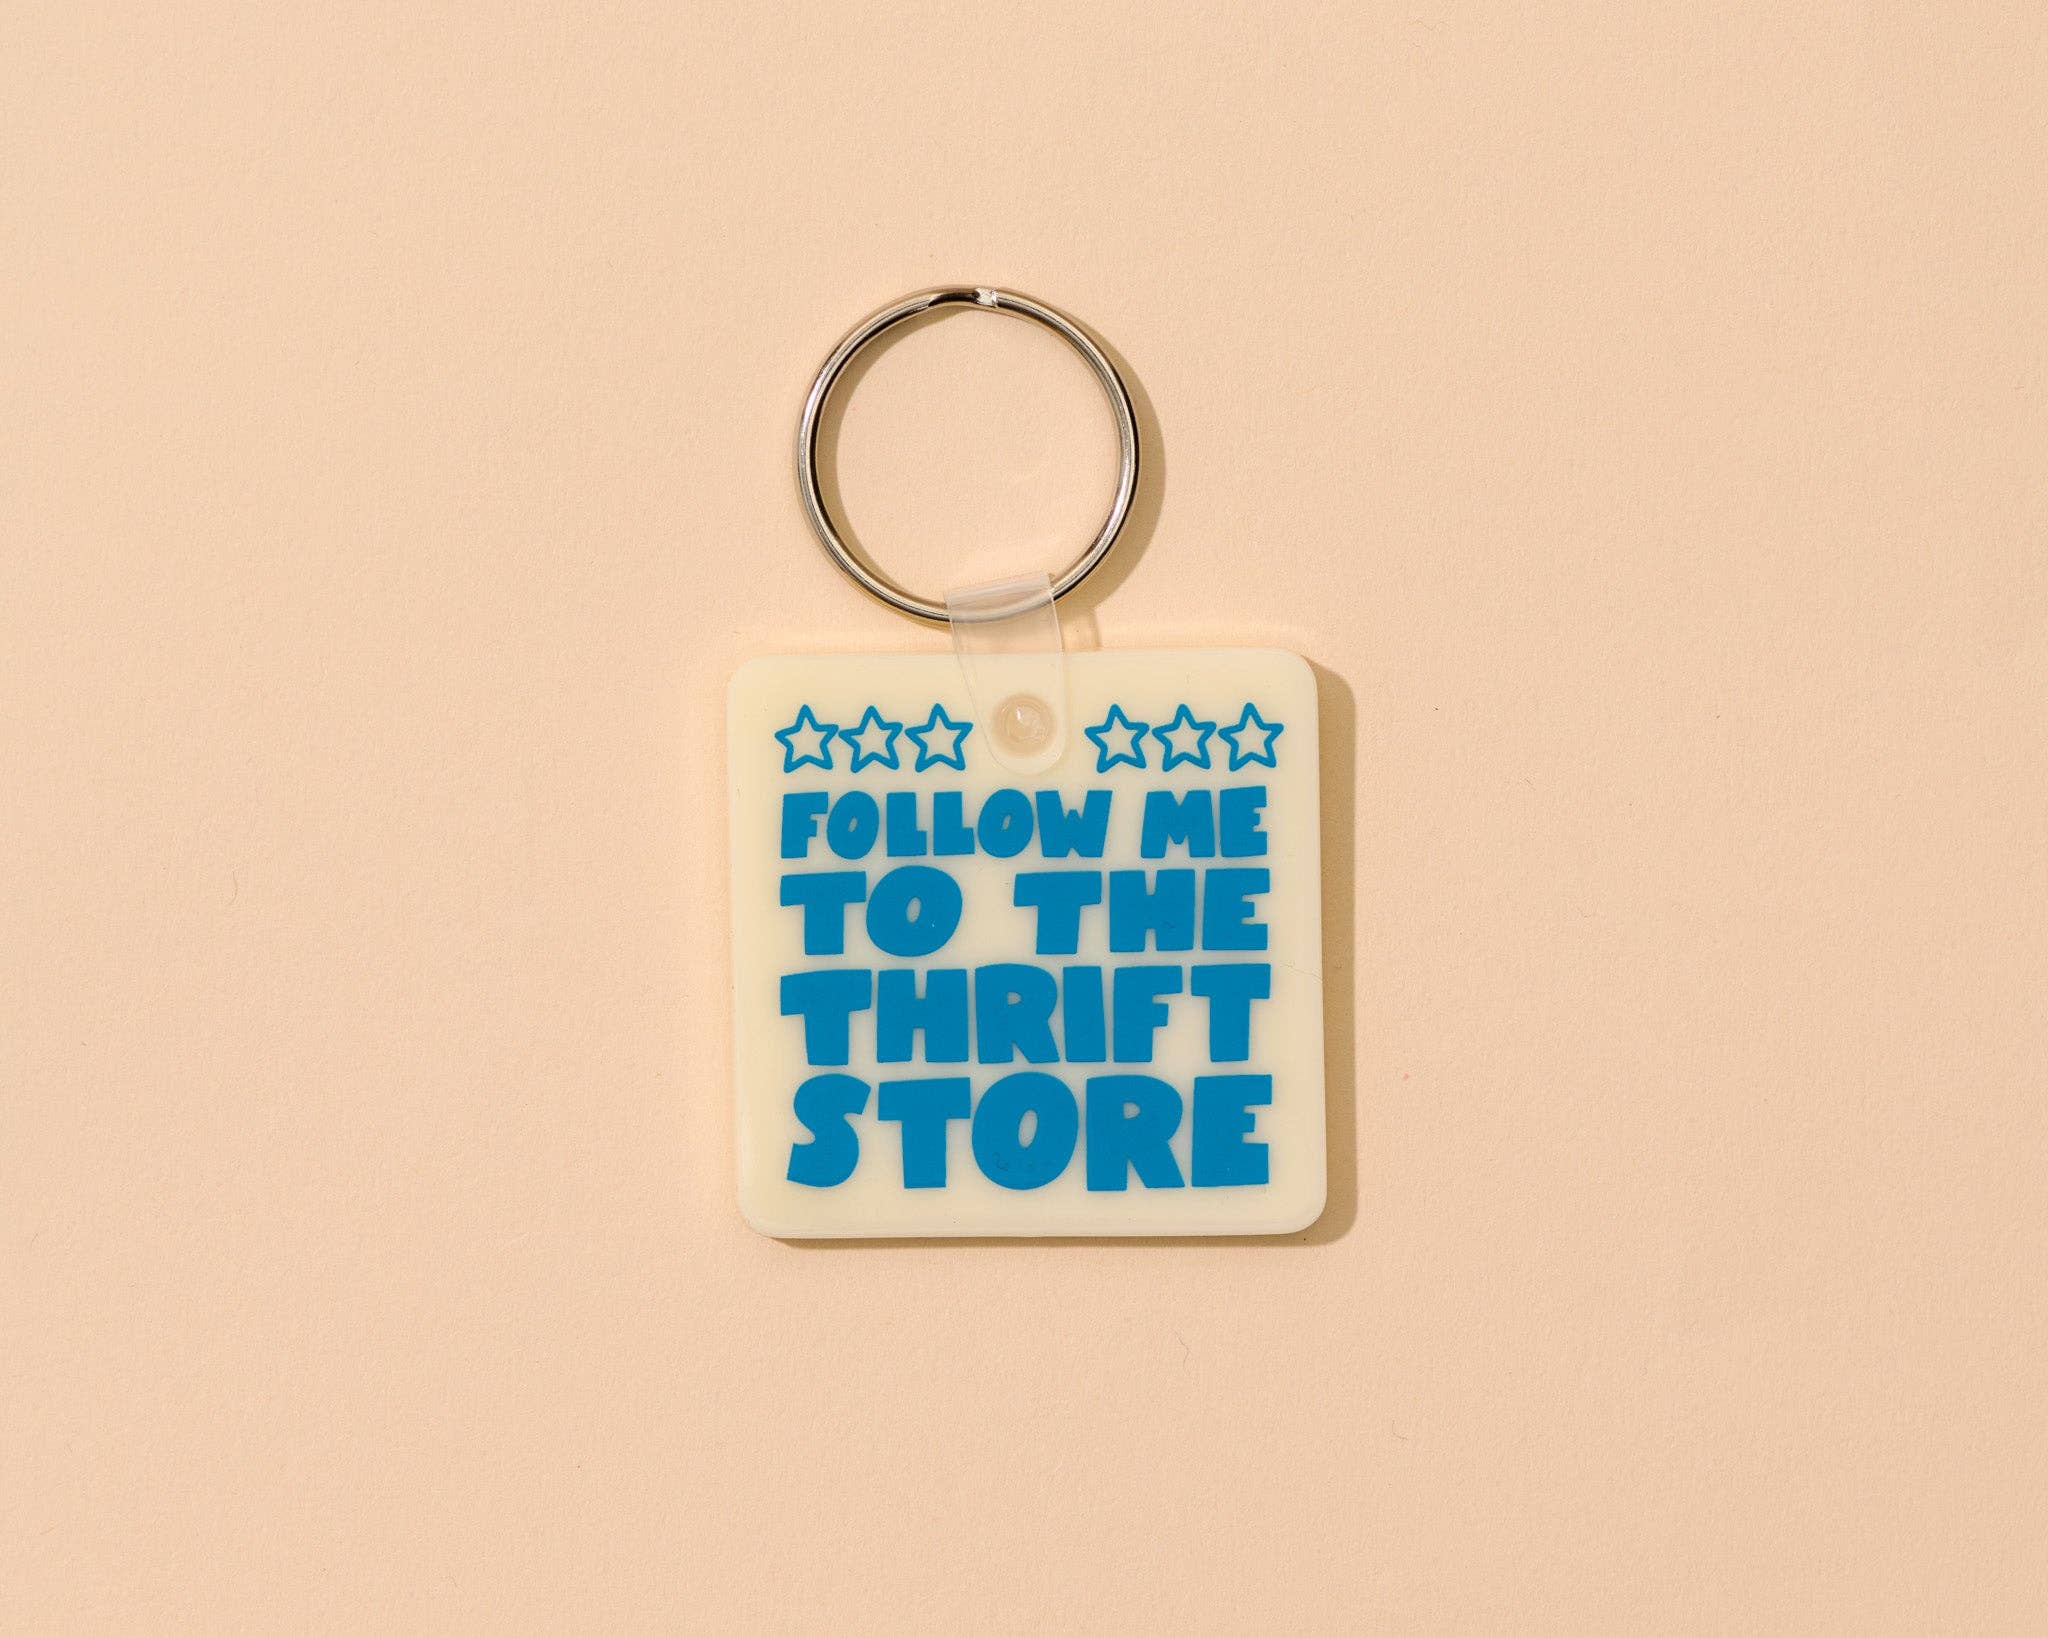 FOLLOW ME
TO THE
THRIFT
STORE